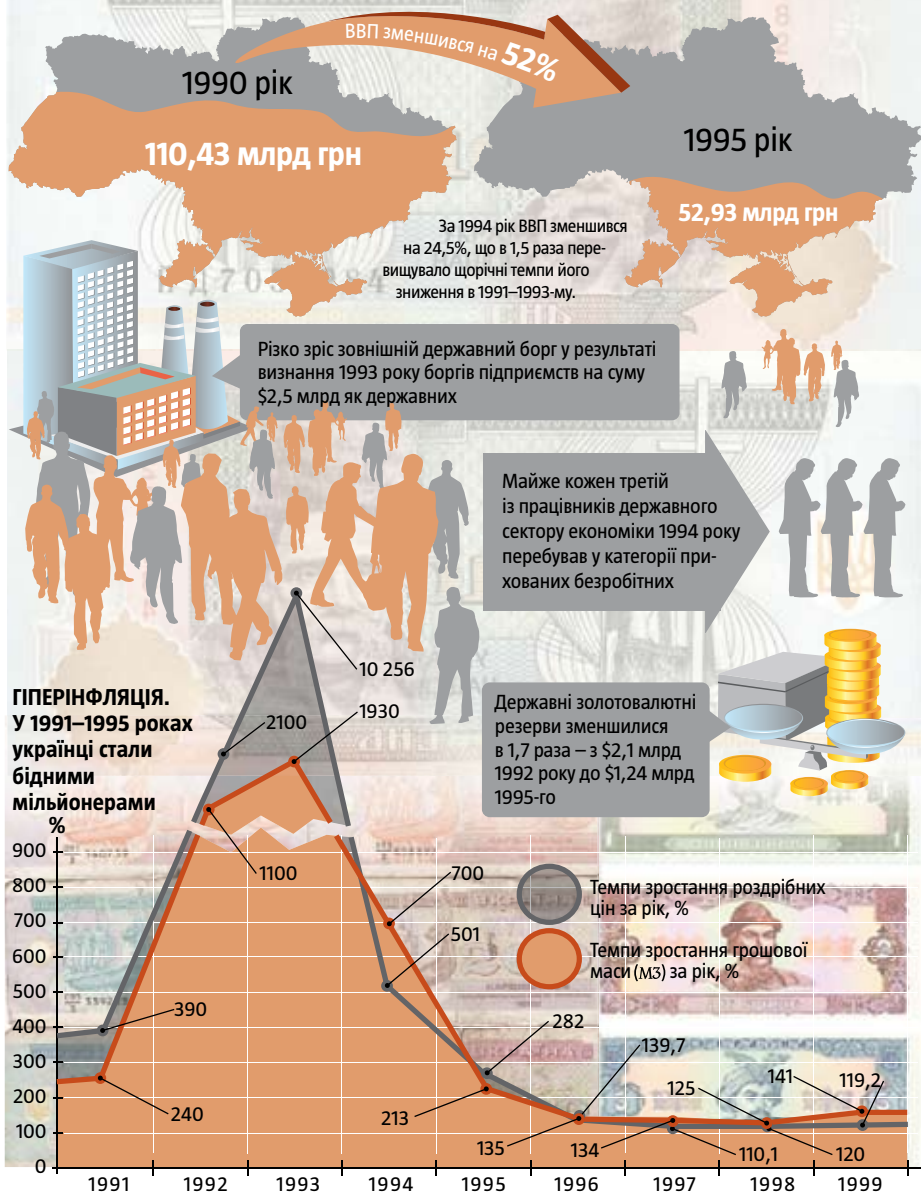 ВВП зменшився на 52%
1990 рік
110,43 млрд грн
1995 рік
52,93 млрд грн
За 1994 рік ВВП зменшився
на 24,5%, що в 1,5 раза пере-
вищувало щорічні темпи його
зниження в 1991–1993-му.
Різко зріс зовнішній державний борг у результаті
визнання 1993 року боргів підприємств на суму
$2,5 млрд як державних
Майже кожен третій
із працівників державного
сектору економіки 1994 року
перебував у категорії при-
хованих безробітних
Державні золотовалютні
резерви зменшилися
в 1,7 раза – з $2,1 млрд
1992 року до $1,24 млрд
1995-го
ГІПЕРІНФЛЯЦІЯ.
У 1991–1995 роках
українці стали
бідними
мільйонерами
%
900
800
700
600
500
400
300
200
100
0
10 256
1930
2100
1100
700
501
390
240
282
213
139,7
135
134
125
110,1
120
141
119,2
Темпи зростання роздрібних
цін за рік, %
Темпи зростання грошової
маси (М3) за рік, %
1991
1992
1993
1994
1995
1996
1997
1998
1999